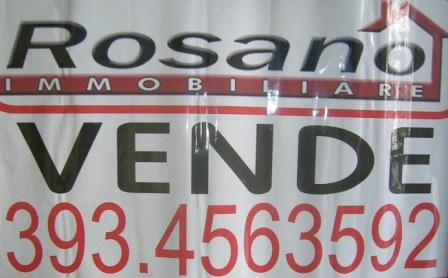 Rosano
IMMOBILIARE
VENDE
393.4563592